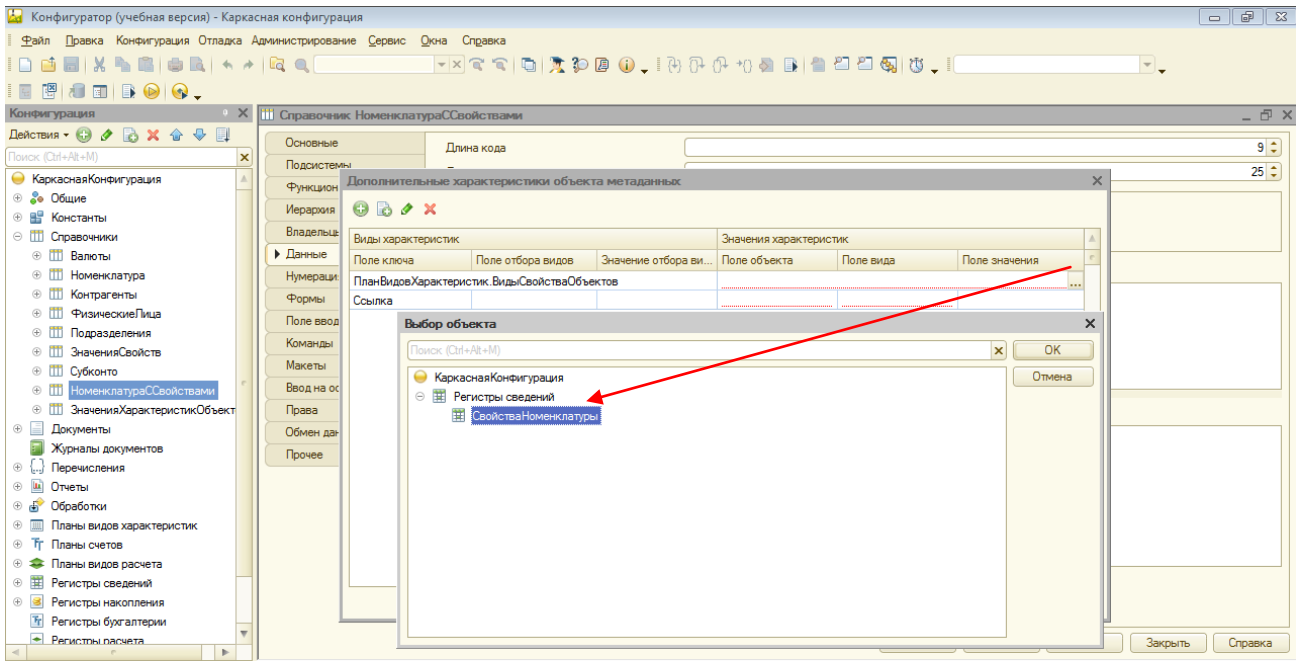 Конфигуратор (учебная версия) - Каркасная конфигурация
Файл Правка Конфигурация Отладка Администрирование Сервис Окна Справка
Конфигурация
Действия
Поиск (Ctrl+Alt+M)
КаркаснаяКонфигурация
Общие
Константы
Справочники
Валюты
Номенклатура
Контрагенты
ФизическиеЛица
Подразделения
ЗначенияСвойств
Субконто
НоменклатураССвойствами
ЗначенияХарактеристикОбъект
Документы
Журналы документов
Перечисления
Отчеты
Обработки
Планы видов характеристик
Планы счетов
Планы видов расчета
Регистры сведений
Регистры накопления
Регистры бухгалтерии
Регистры расчета
Справочник НоменклатураССвойствами
Основные
Подсистемы
Функцион
Иерархия
Владельц
Данные
Нумераци
Формы
Поле ввод
Команды
Макеты
Ввод на ос
Права
Обмен дан
Прочее
Длина кода
9
25
Дополнительные характеристики объекта метаданных
Виды характеристик Значения характеристик
Поле ключа Поле отбора видов Значение отбора ви... Поле объекта Поле вида Поле значения
ПланВидовХарактеристик.ВидыСвойстваОбъектов ...
Ссылка
Выбор объекта
Поиск (Ctrl+Alt+M)
OK
Отмена
КаркаснаяКонфигурация
Регистры сведений
СвойстваНоменклатуры
Закрыть
Справка